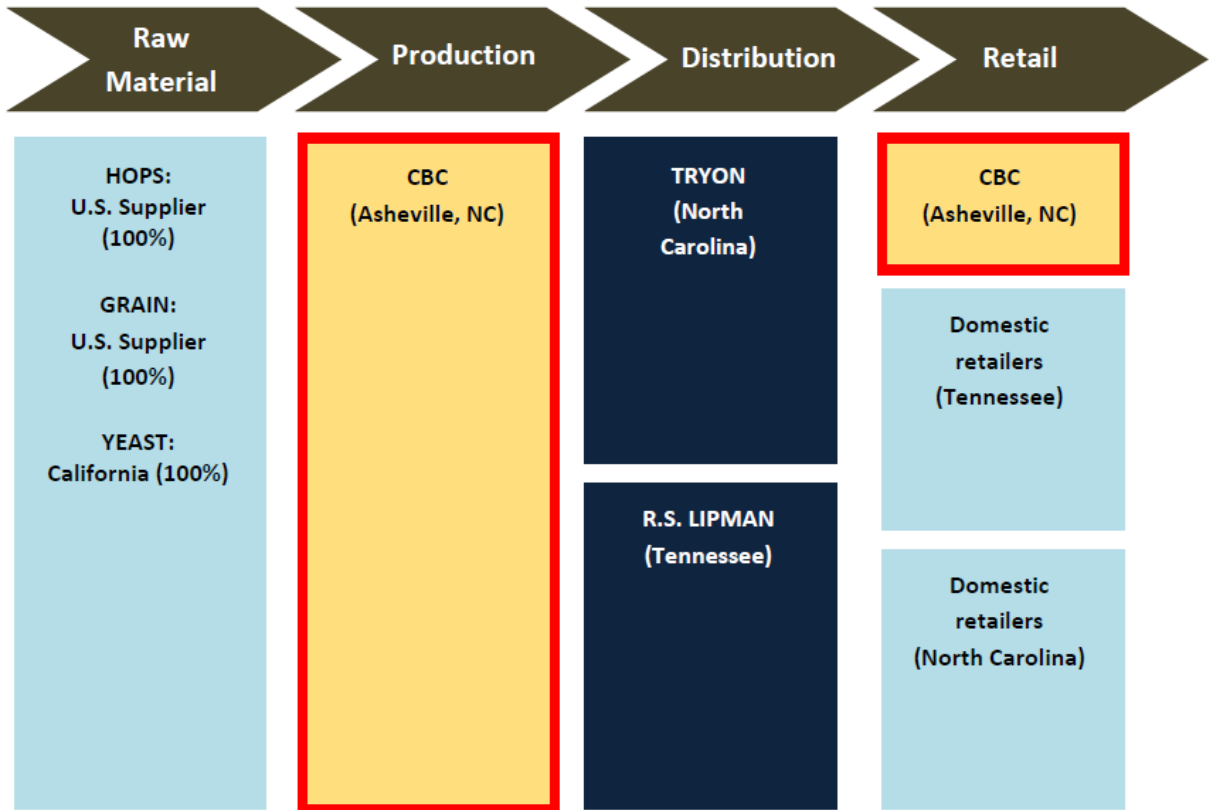 Raw
Material
Production
Distribution
Retail
HOPS:
U.S. Supplier
(100%)
GRAIN:
U.S. Supplier
(100%)
YEAST:
California (100%)
CBC
(Asheville, NC)
TRYON
(North
Carolina)
R.S. LIPMAN
(Tennessee)
CBC
(Asheville, NC)
Domestic
retailers
(Tennessee)
Domestic
retailers
(North Carolina)